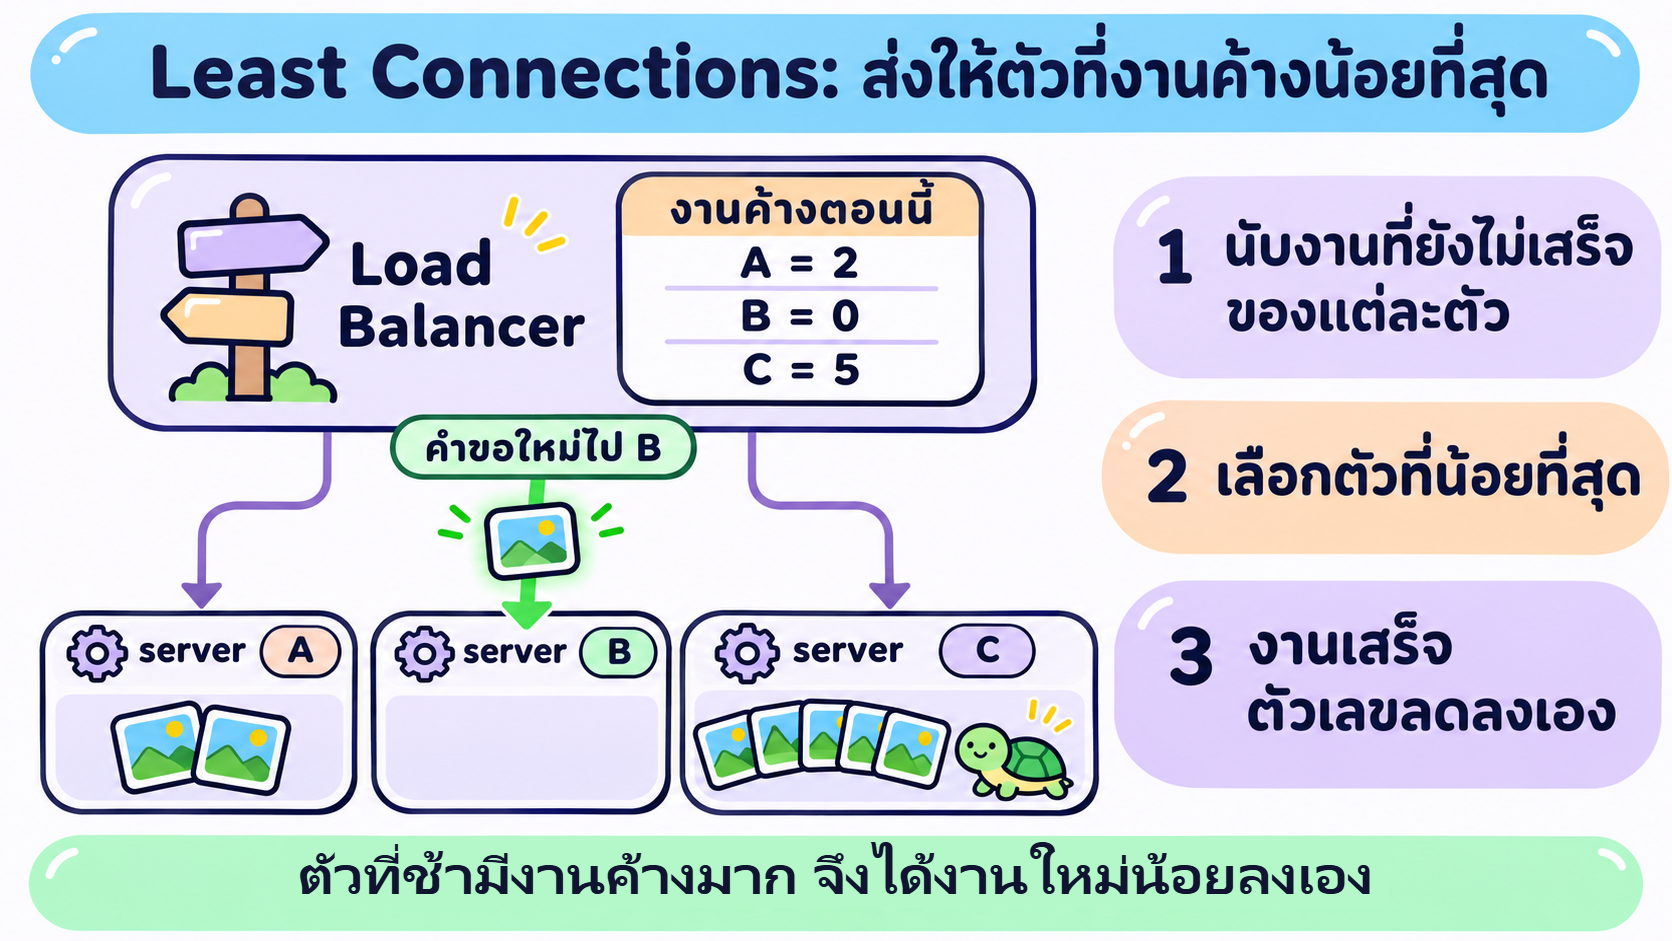 Least Connections: ส่งให้ตัวที่งานค้างน้อยที่สุด
Load
Balancer
งานค้างตอนนี้
A = 2
B = 0
C = 5
คำขอใหม่ไป B
server A
server B
server C
1 นับงานที่ยังไม่เสร็จ
ของแต่ละตัว
2 เลือกตัวที่น้อยที่สุด
3 งานเสร็จ
ตัวเลขลดลงเอง
ตัวที่ช้ามีงานค้างมาก จึงได้งานใหม่น้อยลงเอง